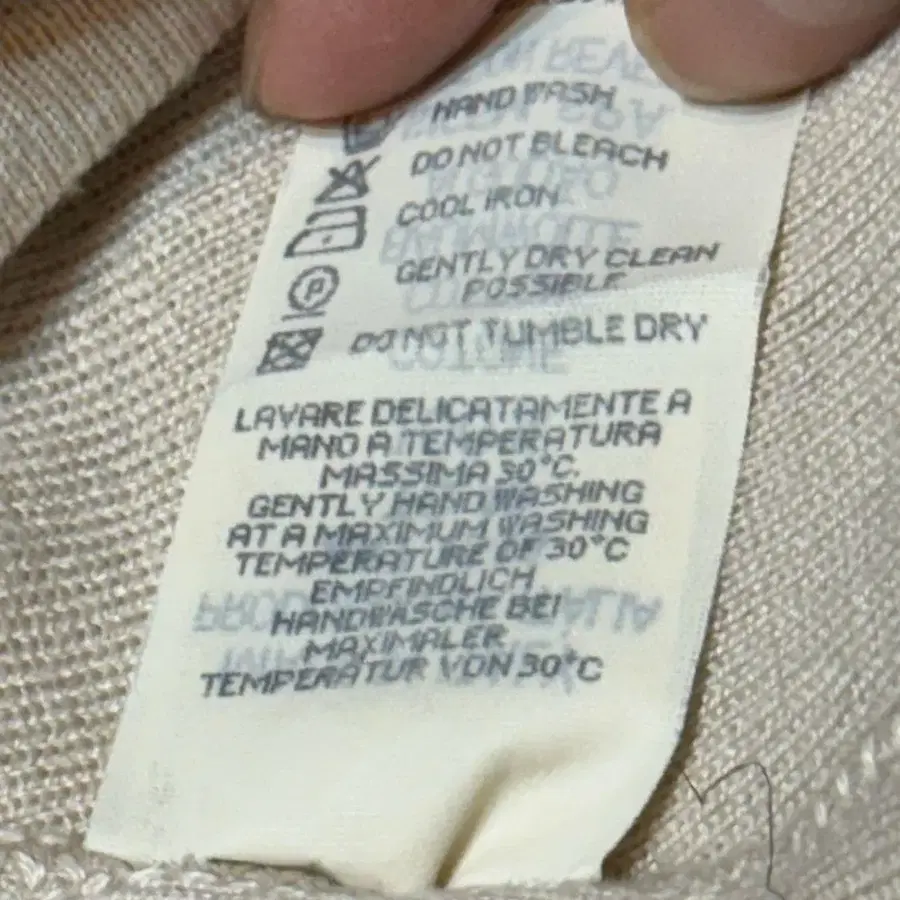 HAND WASH
DO NOT BLEACH
COOL IRON
P
GENTLY DRY CLEAN
POSSIBLE
DO NOT TUMBLE DRY
LAVARE DELICATAMENTE A
MANO A TEMPERATURA
MASSIMA 30°C.
GENTLY HAND WASHING
AT A MAXIMUM WASHING
TEMPERATURE OF 30°C
EMPFINDLICH
HANDWASCHE BEI
MAXIMALER
TEMPERATUR VON 30°C